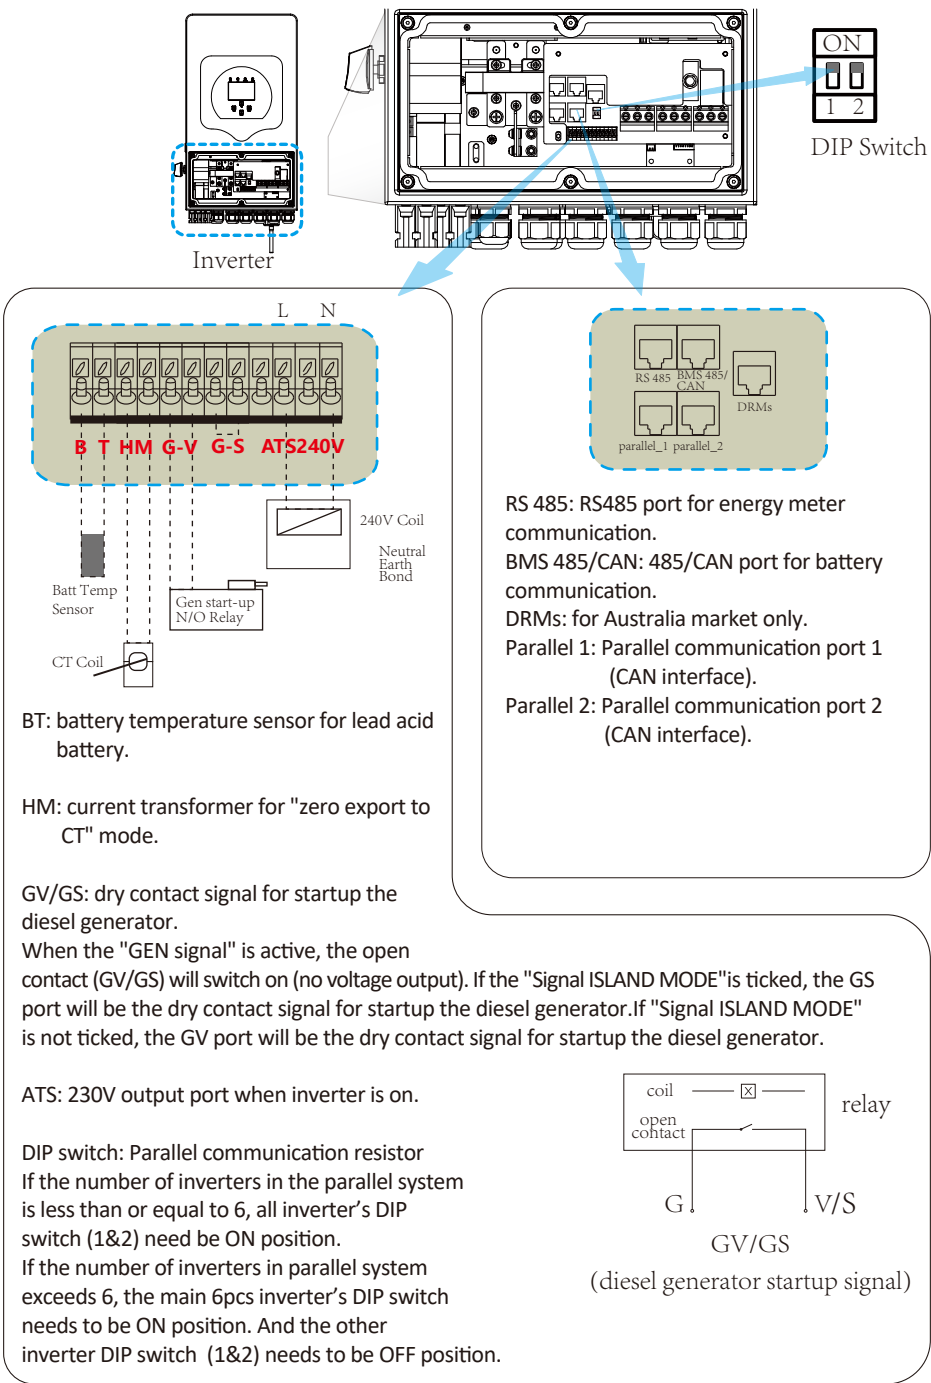 ON
1 2
DIP Switch
Inverter
L N
B T HM G-V G-S ATS240V
240V Coil
Neutral
Earth
Bond
Batt Temp
Sensor
Gen start-up
N/O Relay
CT Coil
RS 485 BMS 485/
CAN
DRMs
parallel_1 parallel_2
RS 485: RS485 port for energy meter
communication.
BMS 485/CAN: 485/CAN port for battery
communication.
DRMs: for Australia market only.
Parallel 1: Parallel communication port 1
(CAN interface).
Parallel 2: Parallel communication port 2
(CAN interface).
BT: battery temperature sensor for lead acid
battery.
HM: current transformer for "zero export to
CT" mode.
GV/GS: dry contact signal for startup the
diesel generator.
When the "GEN signal" is active, the open
contact (GV/GS) will switch on (no voltage output). If the "Signal ISLAND MODE"is ticked, the GS
port will be the dry contact signal for startup the diesel generator.If "Signal ISLAND MODE"
is not ticked, the GV port will be the dry contact signal for startup the diesel generator.
ATS: 230V output port when inverter is on.
DIP switch: Parallel communication resistor
If the number of inverters in the parallel system
is less than or equal to 6, all inverter’s DIP
switch (1&2) need be ON position.
If the number of inverters in parallel system
exceeds 6, the main 6pcs inverter’s DIP switch
needs to be ON position. And the other
inverter DIP switch (1&2) needs to be OFF position.
coil
open
contact
relay
G V/S
GV/GS
(diesel generator startup signal)